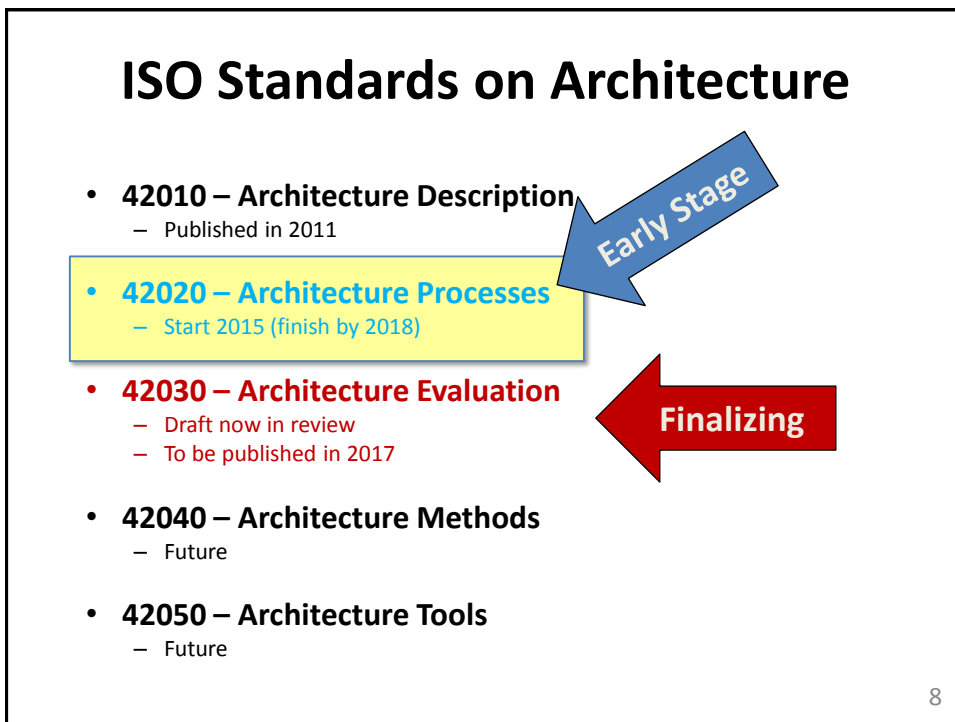 ISO Standards on Architecture
• 42010 – Architecture Description
– Published in 2011
Early Stage
• 42020 – Architecture Processes
– Start 2015 (finish by 2018)
• 42030 – Architecture Evaluation
– Draft now in review
– To be published in 2017
Finalizing
• 42040 – Architecture Methods
– Future
• 42050 – Architecture Tools
– Future
8